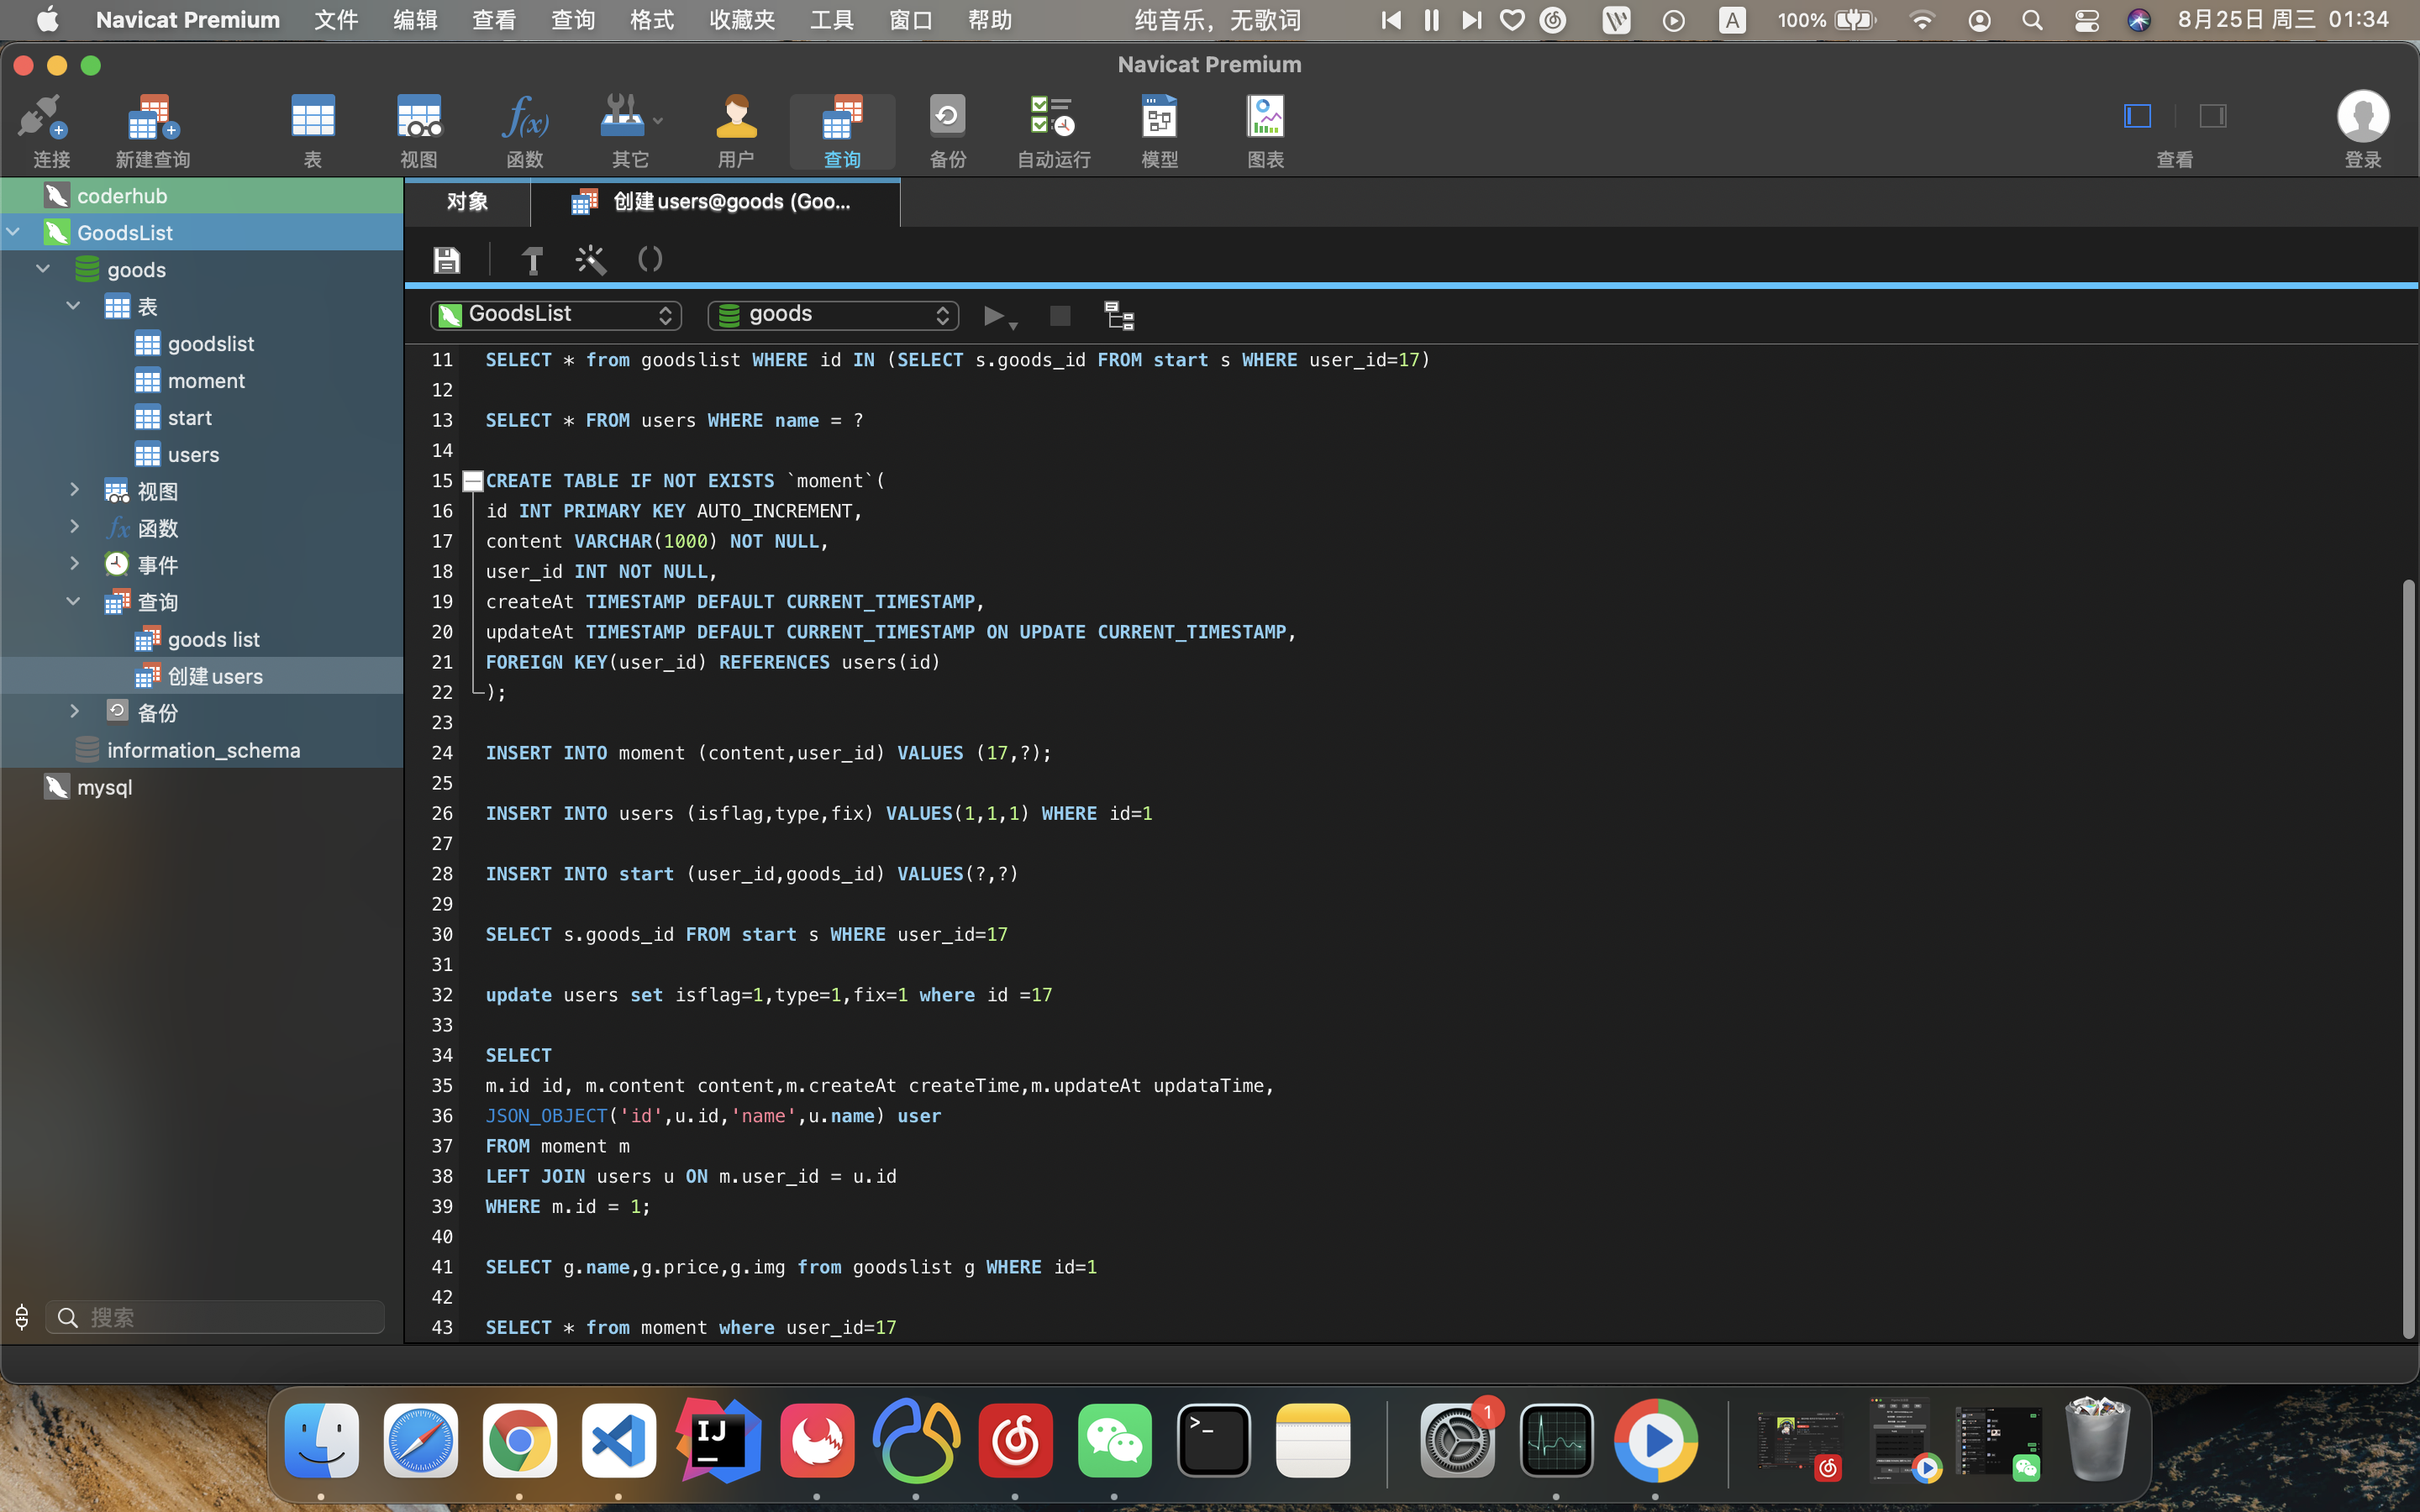 Navicat Premium 文件 编辑 查看 查询 格式 收藏夹 工具 窗口 帮助 纯音乐，无歌词 A 100% 8月25日 周三 01:34
Navicat Premium
连接 新建查询 表 视图 函数 其它 用户 查询 备份 自动运行 模型 图表 查看 登录
coderhub
GoodsList
goods
表
goodslist
moment
start
users
视图
函数
事件
查询
goods list
创建users
备份
information_schema
mysql
搜索
对象 创建users@goods (Goo...
GoodsList goods
11 SELECT * from goodslist WHERE id IN (SELECT s.goods_id FROM start s WHERE user_id=17)
12
13 SELECT * FROM users WHERE name = ?
14
15 CREATE TABLE IF NOT EXISTS `moment`(
16 id INT PRIMARY KEY AUTO_INCREMENT,
17 content VARCHAR(1000) NOT NULL,
18 user_id INT NOT NULL,
19 createAt TIMESTAMP DEFAULT CURRENT_TIMESTAMP,
20 updateAt TIMESTAMP DEFAULT CURRENT_TIMESTAMP ON UPDATE CURRENT_TIMESTAMP,
21 FOREIGN KEY(user_id) REFERENCES users(id)
22 );
23
24 INSERT INTO moment (content,user_id) VALUES (17,?);
25
26 INSERT INTO users (isflag,type,fix) VALUES(1,1,1) WHERE id=1
27
28 INSERT INTO start (user_id,goods_id) VALUES(?,?)
29
30 SELECT s.goods_id FROM start s WHERE user_id=17
31
32 update users set isflag=1,type=1,fix=1 where id =17
33
34 SELECT
35 m.id id, m.content content,m.createAt createTime,m.updateAt updataTime,
36 JSON_OBJECT('id',u.id,'name',u.name) user
37 FROM moment m
38 LEFT JOIN users u ON m.user_id = u.id
39 WHERE m.id = 1;
40
41 SELECT g.name,g.price,g.img from goodslist g WHERE id=1
42
43 SELECT * from moment where user_id=17
IJ
1